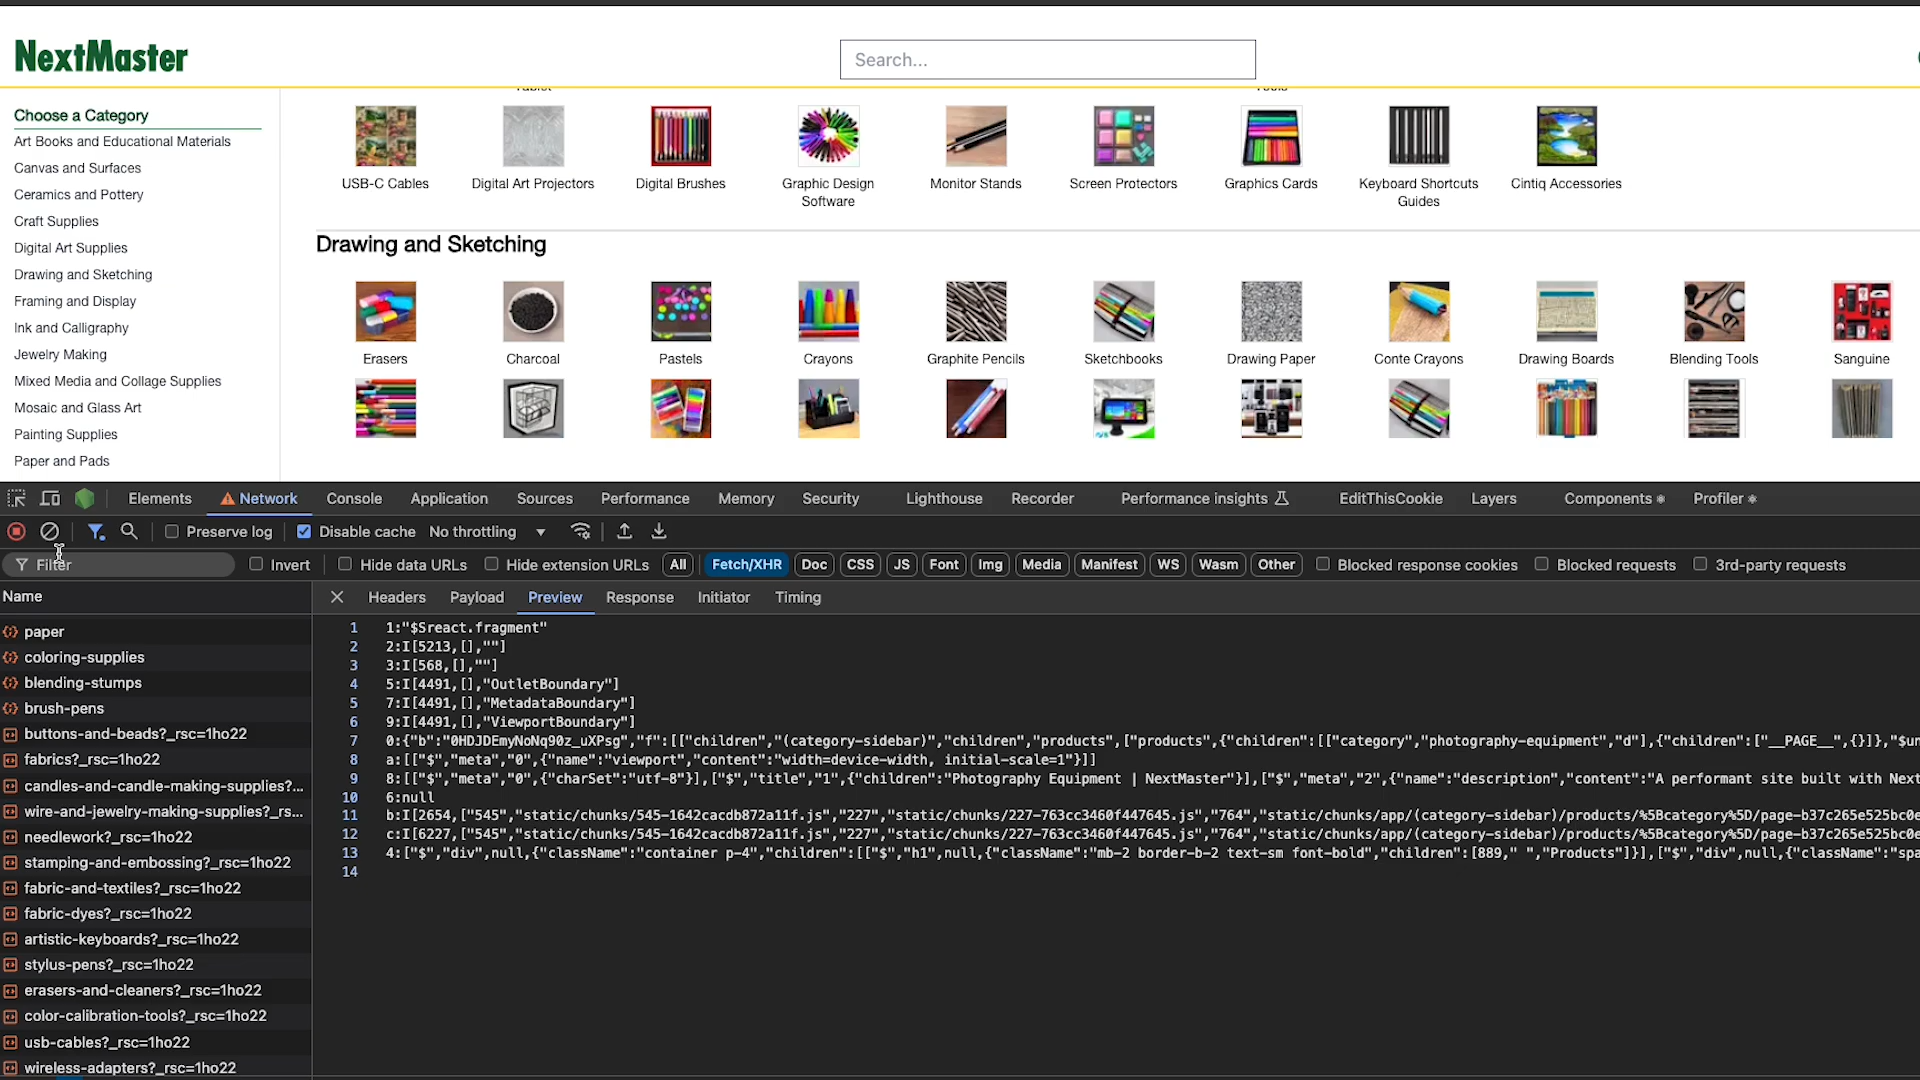 NextMaster
Search...
Choose a Category
Art Books and Educational Materials
Canvas and Surfaces
Ceramics and Pottery
Craft Supplies
Digital Art Supplies
Drawing and Sketching
Framing and Display
Ink and Calligraphy
Jewelry Making
Mixed Media and Collage Supplies
Mosaic and Glass Art
Painting Supplies
Paper and Pads
USB-C Cables
Digital Art Projectors
Digital Brushes
Graphic Design
Software
Monitor Stands
Screen Protectors
Graphics Cards
Keyboard Shortcuts
Guides
Cintiq Accessories
Drawing and Sketching
Erasers
Charcoal
Pastels
Crayons
Graphite Pencils
Sketchbooks
Drawing Paper
Conte Crayons
Drawing Boards
Blending Tools
Sanguine
Elements Network Console Application Sources Performance Memory Security Lighthouse Recorder Performance insights EditThisCookie Layers Components Profiler
Preserve log Disable cache No throttling
Filter Invert Hide data URLs Hide extension URLs All Fetch/XHR Doc CSS JS Font Img Media Manifest WS Wasm Other Blocked response cookies Blocked requests 3rd-party requests
Name
paper
coloring-supplies
blending-stumps
brush-pens
buttons-and-beads?_rsc=1ho22
fabrics?_rsc=1ho22
candles-and-candle-making-supplies?...
wire-and-jewelry-making-supplies?_rs...
needlework?_rsc=1ho22
stamping-and-embossing?_rsc=1ho22
fabric-and-textiles?_rsc=1ho22
fabric-dyes?_rsc=1ho22
artistic-keyboards?_rsc=1ho22
stylus-pens?_rsc=1ho22
erasers-and-cleaners?_rsc=1ho22
color-calibration-tools?_rsc=1ho22
usb-cables?_rsc=1ho22
wireless-adapters?_rsc=1ho22
Headers Payload Preview Response Initiator Timing
1 1:"$Sreact.fragment"
2 2:I[5213,[],""]
3 3:I[568,[],""]
4 5:I[4491,[],"OutletBoundary"]
5 7:I[4491,[],"MetadataBoundary"]
6 9:I[4491,[],"ViewportBoundary"]
7 0:{"b":"0HDJDEmyNoNq90z_uXPsg","f":[["children","(category-sidebar)","children","products",["products",{"children":[["category","photography-equipment","d"],{"children":["__PAGE__",{}]},"$un
8 a:[["$","meta","0",{"name":"viewport","content":"width=device-width, initial-scale=1"}]]
9 8:[["$","meta","0",{"charSet":"utf-8"}],["$","title","1",{"children":"Photography Equipment | NextMaster"}],["$","meta","2",{"name":"description","content":"A performant site built with Next
10 6:null
11 b:I[2654,["545","static/chunks/545-1642cacdb872a11f.js","227","static/chunks/227-763cc3460f447645.js","764","static/chunks/app/(category-sidebar)/products/%5Bcategory%5D/page-b37c265e525bc0e
12 c:I[6227,["545","static/chunks/545-1642cacdb872a11f.js","227","static/chunks/227-763cc3460f447645.js","764","static/chunks/app/(category-sidebar)/products/%5Bcategory%5D/page-b37c265e525bc0e
13 4:["$","div",null,{"className":"container p-4","children":[["$","h1",null,{"className":"mb-2 border-b-2 text-sm font-bold","children":[889," ","Products"]}],["$","div",null,{"className":"spa
14